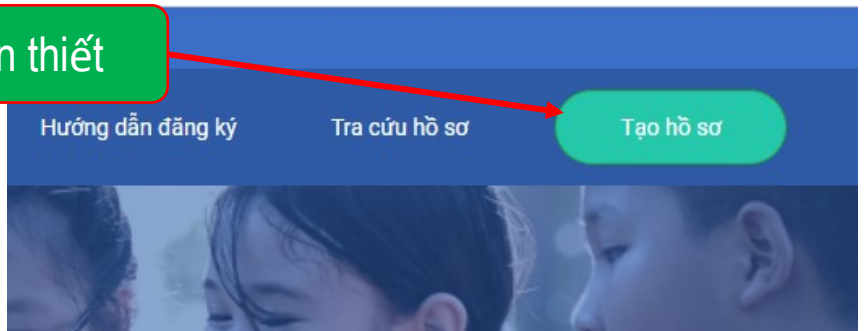 n thiết
Hướng dẫn đăng ký
Tra cứu hồ sơ
Tạo hồ sơ